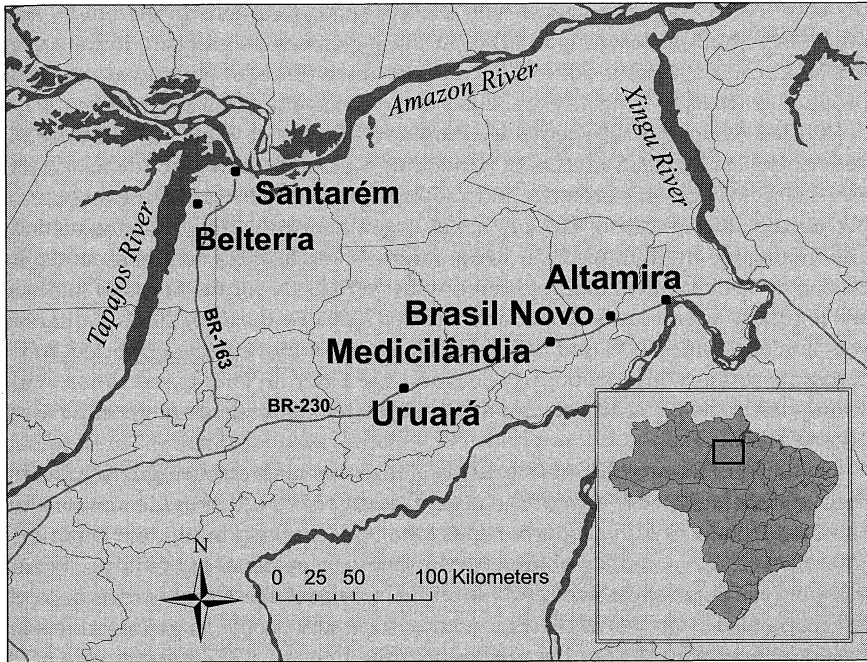 Amazon River
Xingu River
Santarém
Belterra
Tapajos River
BR-163
Altamira
Brasil Novo
Medicilândia
Uruará
BR-230
N
0 25 50 100 Kilometers